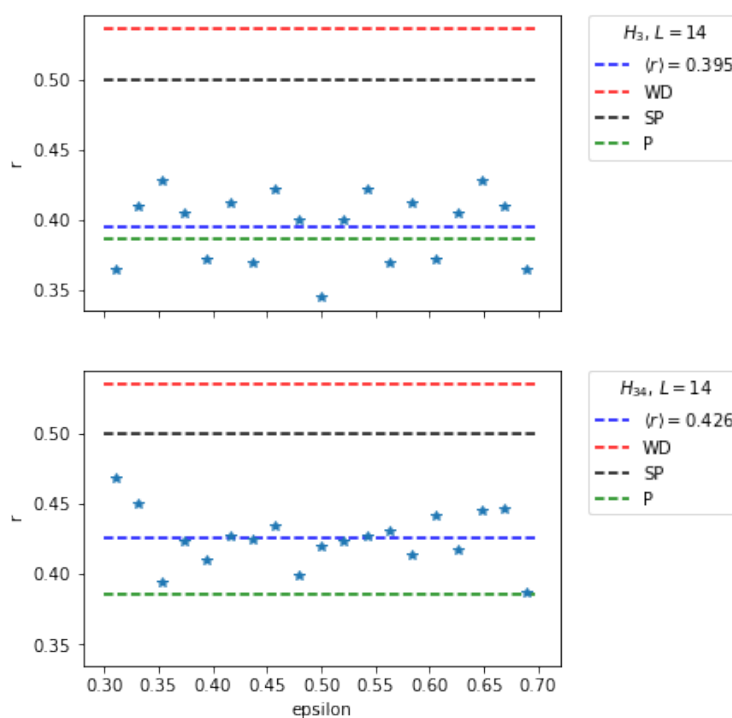 H₃, L = 14
⟨r⟩ = 0.395
WD
SP
P
0.50
0.45
0.40
0.35
r
H₃₄, L = 14
⟨r⟩ = 0.426
WD
SP
P
0.50
0.45
0.40
0.35
r
0.30 0.35 0.40 0.45 0.50 0.55 0.60 0.65 0.70
epsilon